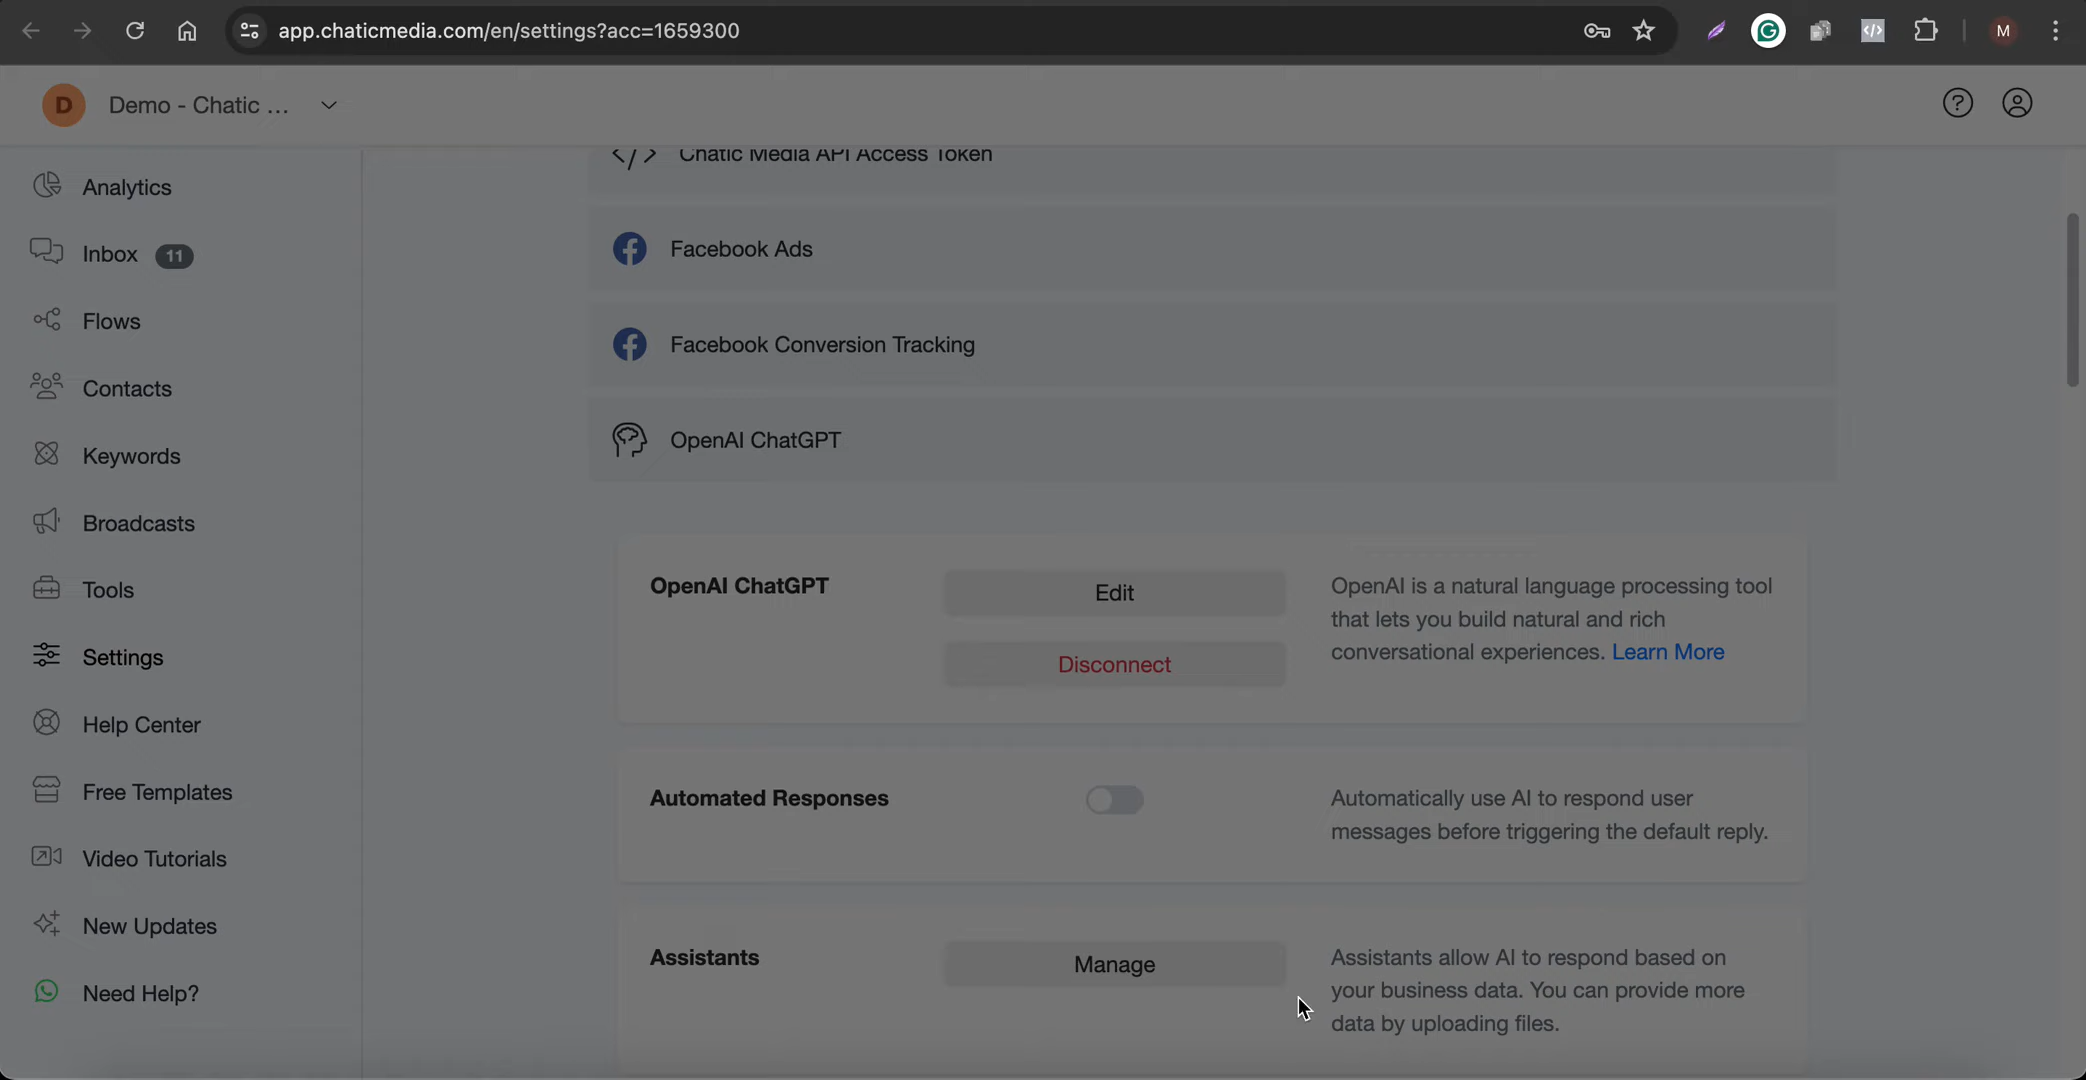 app.chaticmedia.com/en/settings?acc=1659300
M
D
Demo - Chatic ...
Analytics
Inbox 11
Flows
Contacts
Keywords
Broadcasts
Tools
Settings
Help Center
Free Templates
Video Tutorials
New Updates
Need Help?
Chatic Media API Access Token
Facebook Ads
Facebook Conversion Tracking
OpenAI ChatGPT
OpenAI ChatGPT
Edit
Disconnect
OpenAI is a natural language processing tool
that lets you build natural and rich
conversational experiences. Learn More
Automated Responses
Automatically use AI to respond user
messages before triggering the default reply.
Assistants
Manage
Assistants allow AI to respond based on
your business data. You can provide more
data by uploading files.